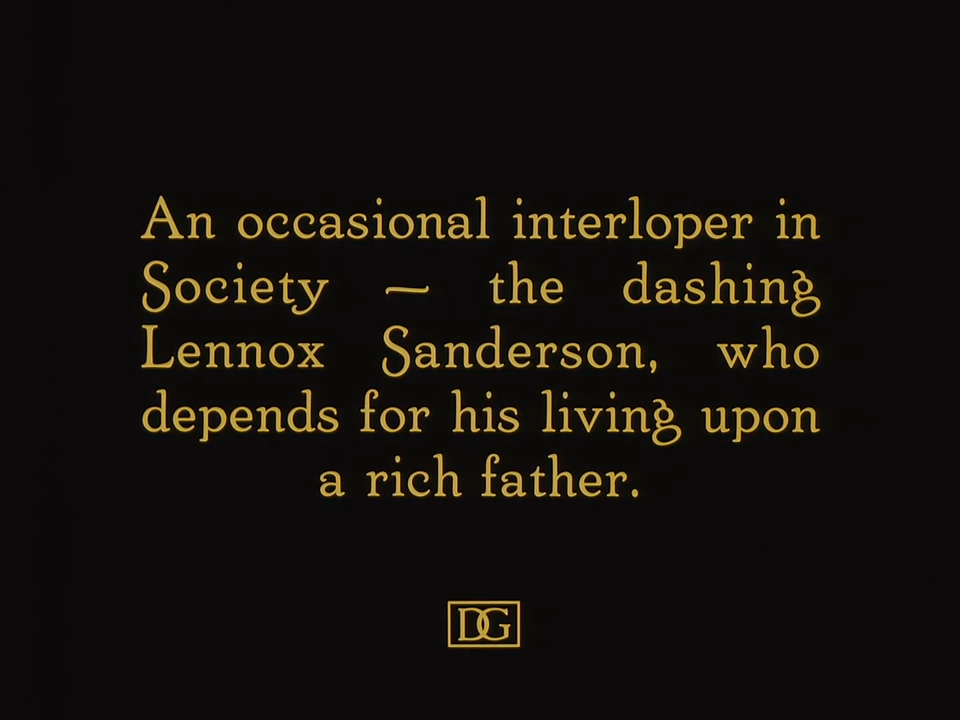 An occasional interloper in
Society — the dashing
Lennox Sanderson, who
depends for his living upon
a rich father.
DG